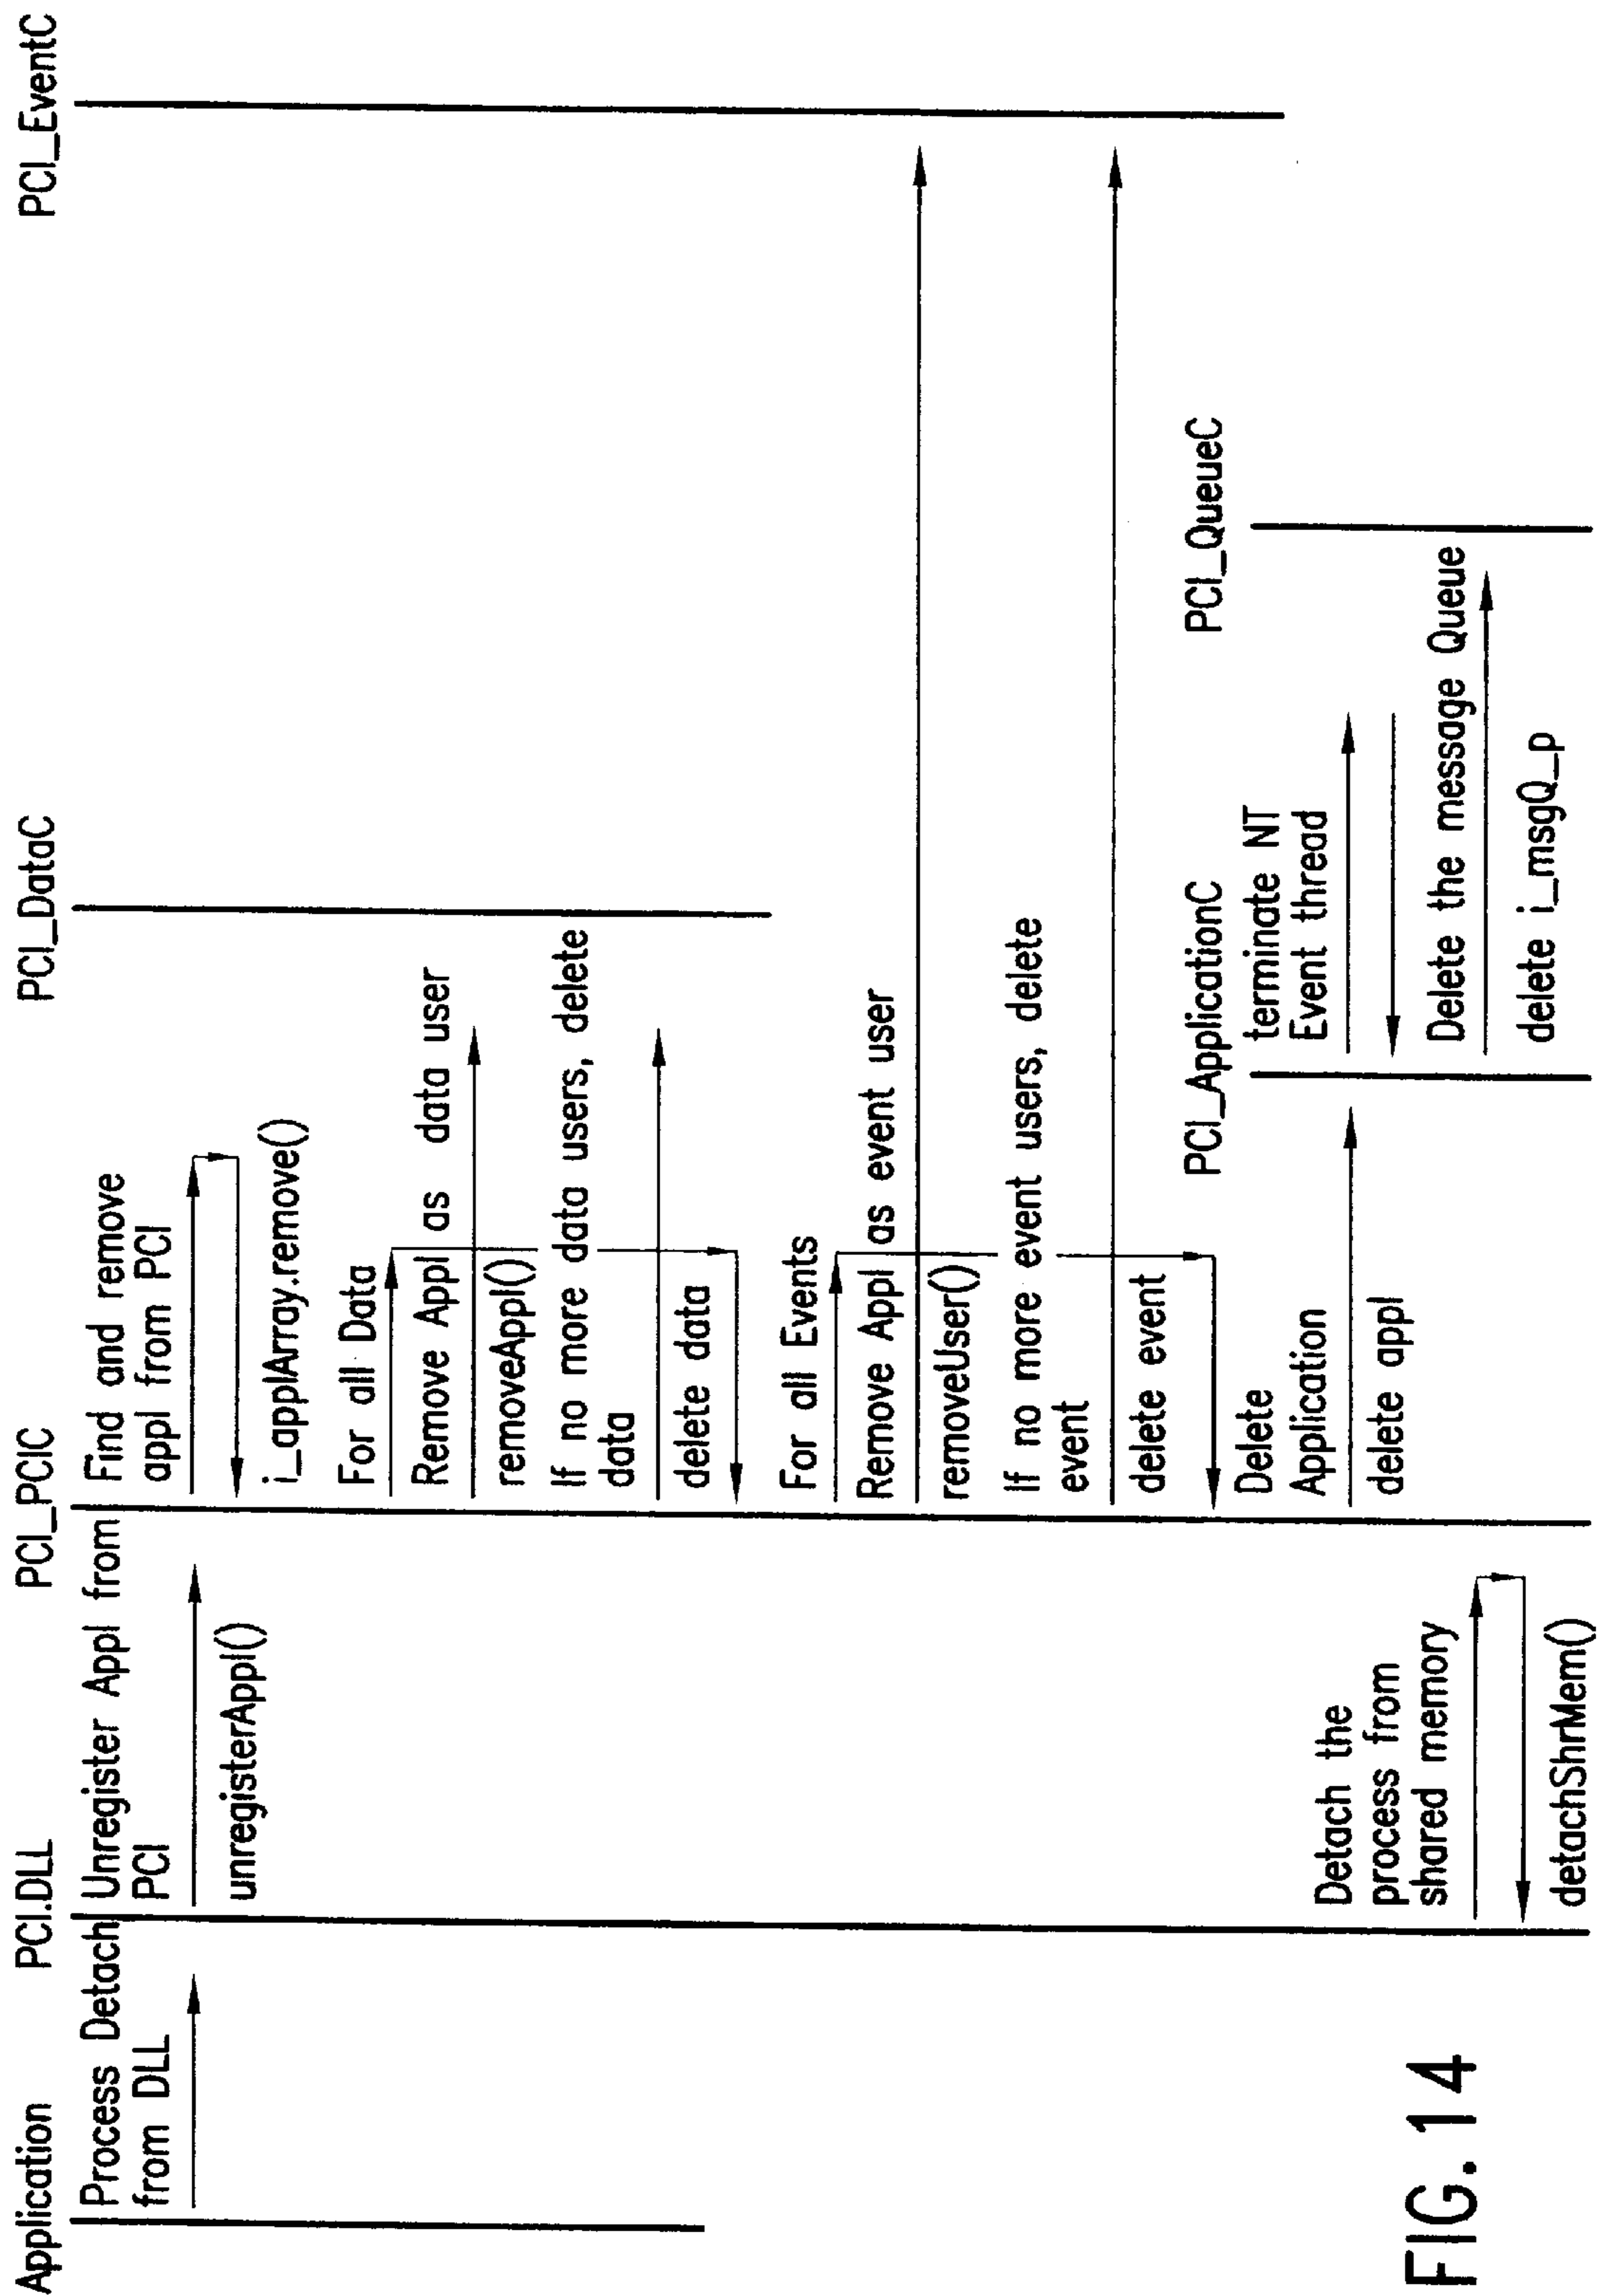 Application
PCI.DLL
PCI_PCIC
PCI_DataC
PCI_EventC
Process Detach
from DLL
Unregister Appl from
PCI
unregisterAppl()
Find and remove
appl from PCI
i_applArray.remove()
For all Data
Remove Appl as data user
removeAppl()
If no more data users, delete
data
delete data
For all Events
Remove Appl as event user
removeUser()
If no more event users, delete
event
delete event
Delete
Application
delete appl
PCI_ApplicationC
PCI_QueueC
terminate NT
Event thread
Delete the message Queue
delete i_msgQ_p
Detach the
process from
shared memory
detachShrMem()
FIG. 14